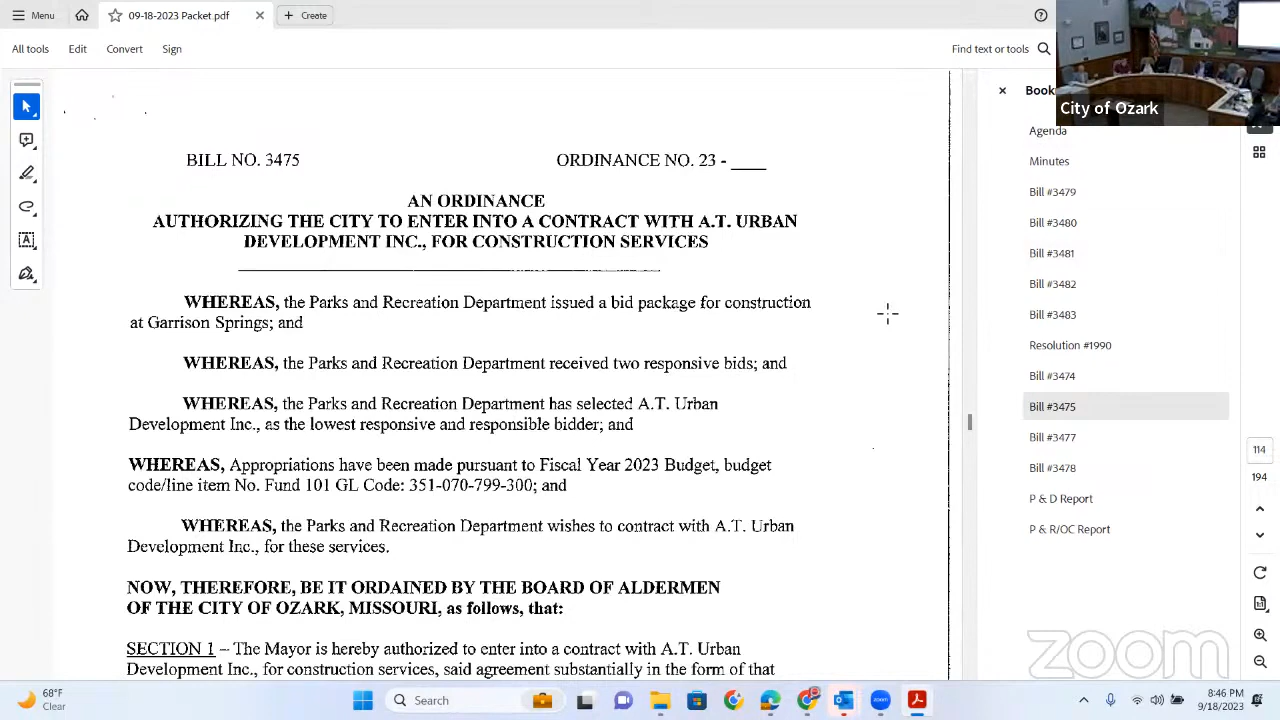 Menu
09-18-2023 Packet.pdf
Create
All tools
Edit
Convert
Sign
Find text or tools
City of Ozark
BILL NO. 3475
ORDINANCE NO. 23 - ____
AN ORDINANCE
AUTHORIZING THE CITY TO ENTER INTO A CONTRACT WITH A.T. URBAN
DEVELOPMENT INC., FOR CONSTRUCTION SERVICES
WHEREAS, the Parks and Recreation Department issued a bid package for construction
at Garrison Springs; and
WHEREAS, the Parks and Recreation Department received two responsive bids; and
WHEREAS, the Parks and Recreation Department has selected A.T. Urban
Development Inc., as the lowest responsive and responsible bidder; and
WHEREAS, Appropriations have been made pursuant to Fiscal Year 2023 Budget, budget
code/line item No. Fund 101 GL Code: 351-070-799-300; and
WHEREAS, the Parks and Recreation Department wishes to contract with A.T. Urban
Development Inc., for these services.
NOW, THEREFORE, BE IT ORDAINED BY THE BOARD OF ALDERMEN
OF THE CITY OF OZARK, MISSOURI, as follows, that:
SECTION 1 – The Mayor is hereby authorized to enter into a contract with A.T. Urban
Development Inc., for construction services, said agreement substantially in the form of that
Book
Agenda
Minutes
Bill #3479
Bill #3480
Bill #3481
Bill #3482
Bill #3483
Resolution #1990
Bill #3474
Bill #3475
Bill #3477
Bill #3478
P & D Report
P & R/OC Report
114
194
zoom
68°F
Clear
Search
zoom
8:46 PM
9/18/2023